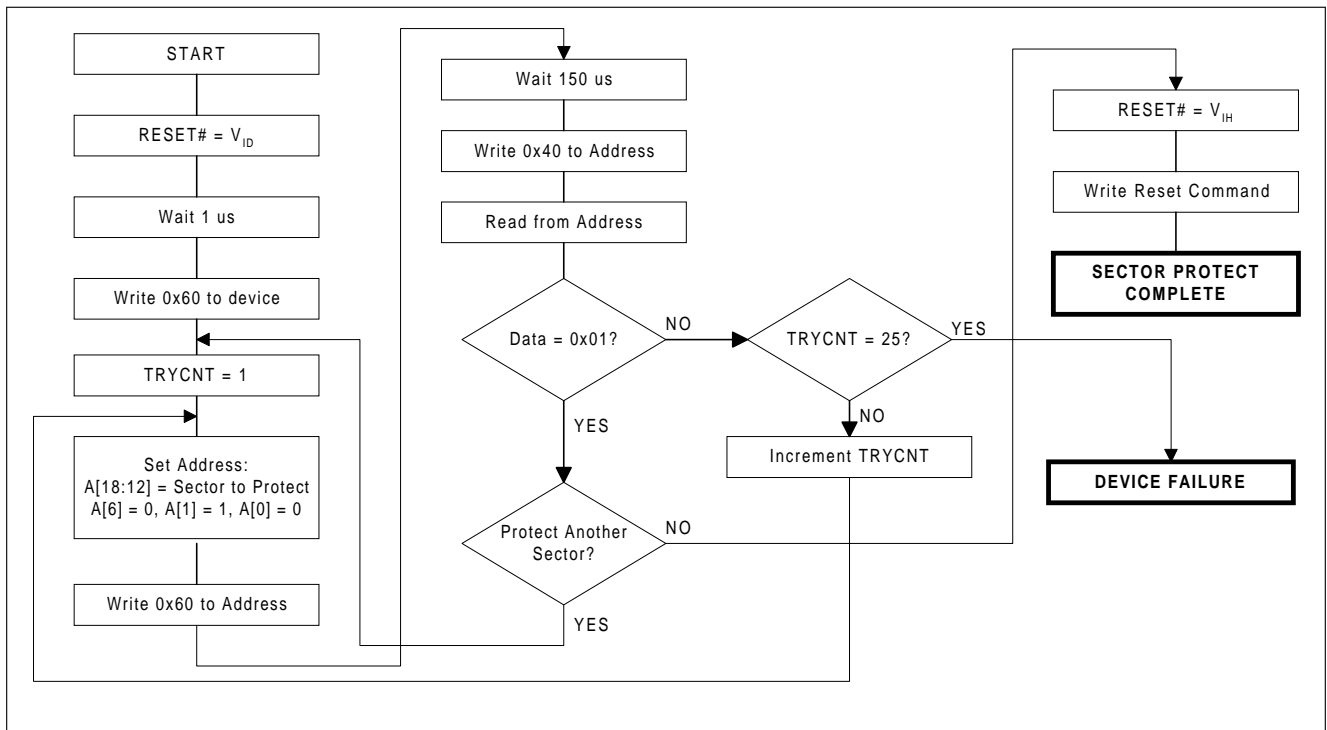 START
RESET# = VID
Wait 1 us
Write 0x60 to device
TRYCNT = 1
Set Address:
A[18:12] = Sector to Protect
A[6] = 0, A[1] = 1, A[0] = 0
Write 0x60 to Address
Wait 150 us
Write 0x40 to Address
Read from Address
Data = 0x01?
NO
YES
Protect Another
Sector?
NO
YES
TRYCNT = 25?
YES
NO
Increment TRYCNT
RESET# = VIH
Write Reset Command
SECTOR PROTECT
COMPLETE
DEVICE FAILURE